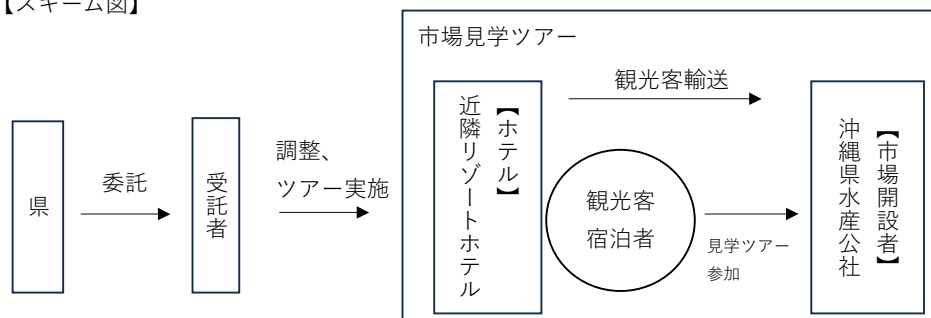 【スキーム図】
市場見学ツアー
県
委託
受託者
調整、
ツアー実施
【ホテル】
近隣リゾートホテル
観光客輸送
観光客
宿泊者
見学ツアー
参加
【市場開設者】
沖縄県水産公社